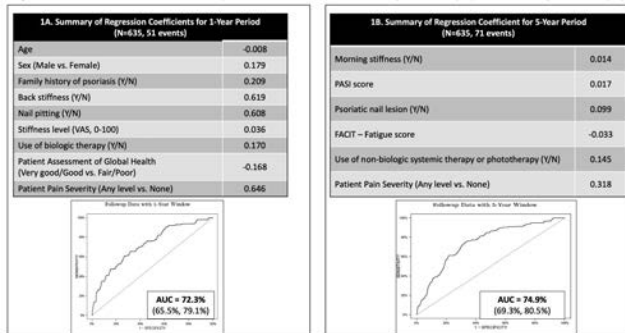 1A. Summary of Regression Coefficients for 1-Year Period
(N=635, 51 events)
Age -0.008
Sex (Male vs. Female) 0.179
Family history of psoriasis (Y/N) 0.209
Back stiffness (Y/N) 0.619
Nail pitting (Y/N) 0.608
Stiffness level (VAS, 0-100) 0.036
Use of biologic therapy (Y/N) 0.170
Patient Assessment of Global Health
(Very good/Good vs. Fair/Poor) -0.168
Patient Pain Severity (Any level vs. None) 0.646
Followup Data with 1-Year Window
AUC = 72.3%
(65.5%, 79.1%)
1 - SPECIFICITY
1B. Summary of Regression Coefficient for 5-Year Period
(N=635, 71 events)
Morning stiffness (Y/N) 0.014
PASI score 0.017
Psoriatic nail lesion (Y/N) 0.099
FACIT – Fatigue score -0.033
Use of non-biologic systemic therapy or phototherapy (Y/N) 0.145
Patient Pain Severity (Any level vs. None) 0.318
Followup Data with 5-Year Window
AUC = 74.9%
(69.3%, 80.5%)
1 - SPECIFICITY